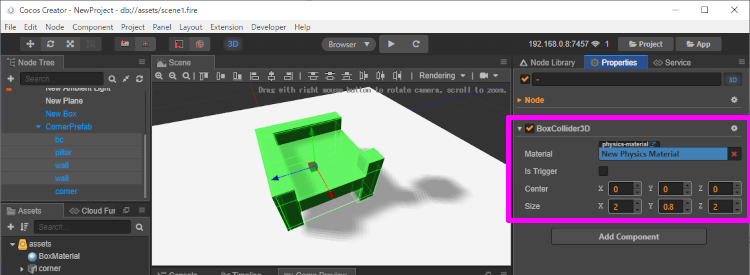 Cocos Creator - NewProject - db://assets/scene1.fire
File Edit Node Component Project Panel Layout Extension Developer Help
3D Browser 192.168.0.8:7457 1 Project App
Node Tree
Search...
New Ambient Light
New Plane
New Box
CornerPrefab
bc
pillar
wall
wall
corner
Assets Cloud Fun
Search...
assets
BoxMaterial
corner
Scene
Rendering
Drag with right mouse button to rotate camera, scroll to zoom.
Console Timeline Game Preview
Node Library Properties Service
- 3D
Node
BoxCollider3D
physics-material
Material New Physics Material
Is Trigger
Center X 0 Y 0 Z 0
Size X 2 Y 0.8 Z 2
Add Component